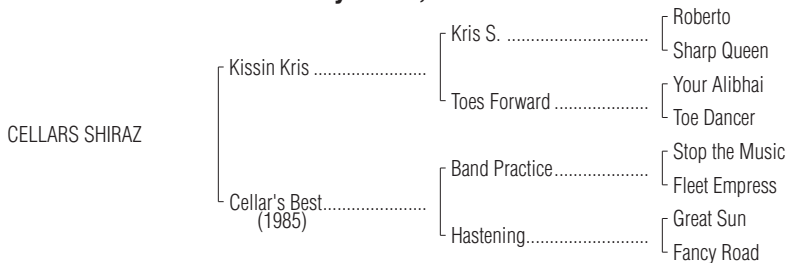 Roberto
Kris S. ....................................
Sharp Queen
Kissin Kris ........................
Your Alibhai
Toes Forward ........................
Toe Dancer
CELLARS SHIRAZ
Stop the Music
Band Practice........................
Fleet Empress
Cellar's Best........................
(1985)
Great Sun
Hastening................................
Fancy Road